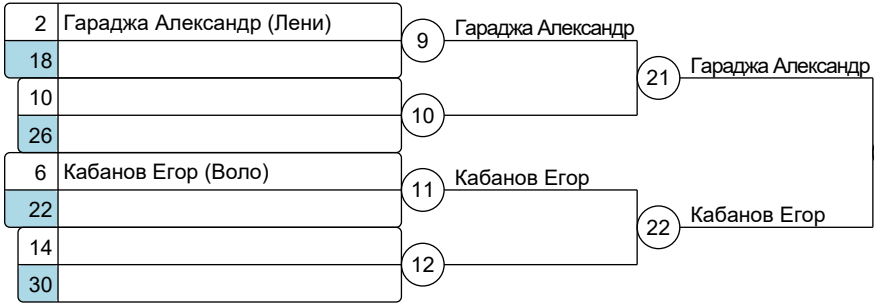 2 Гараджа Александр (Лени)
18
9 Гараджа Александр
21 Гараджа Александр
10
26
10
6 Кабанов Егор (Воло)
22
11 Кабанов Егор
22 Кабанов Егор
14
30
12